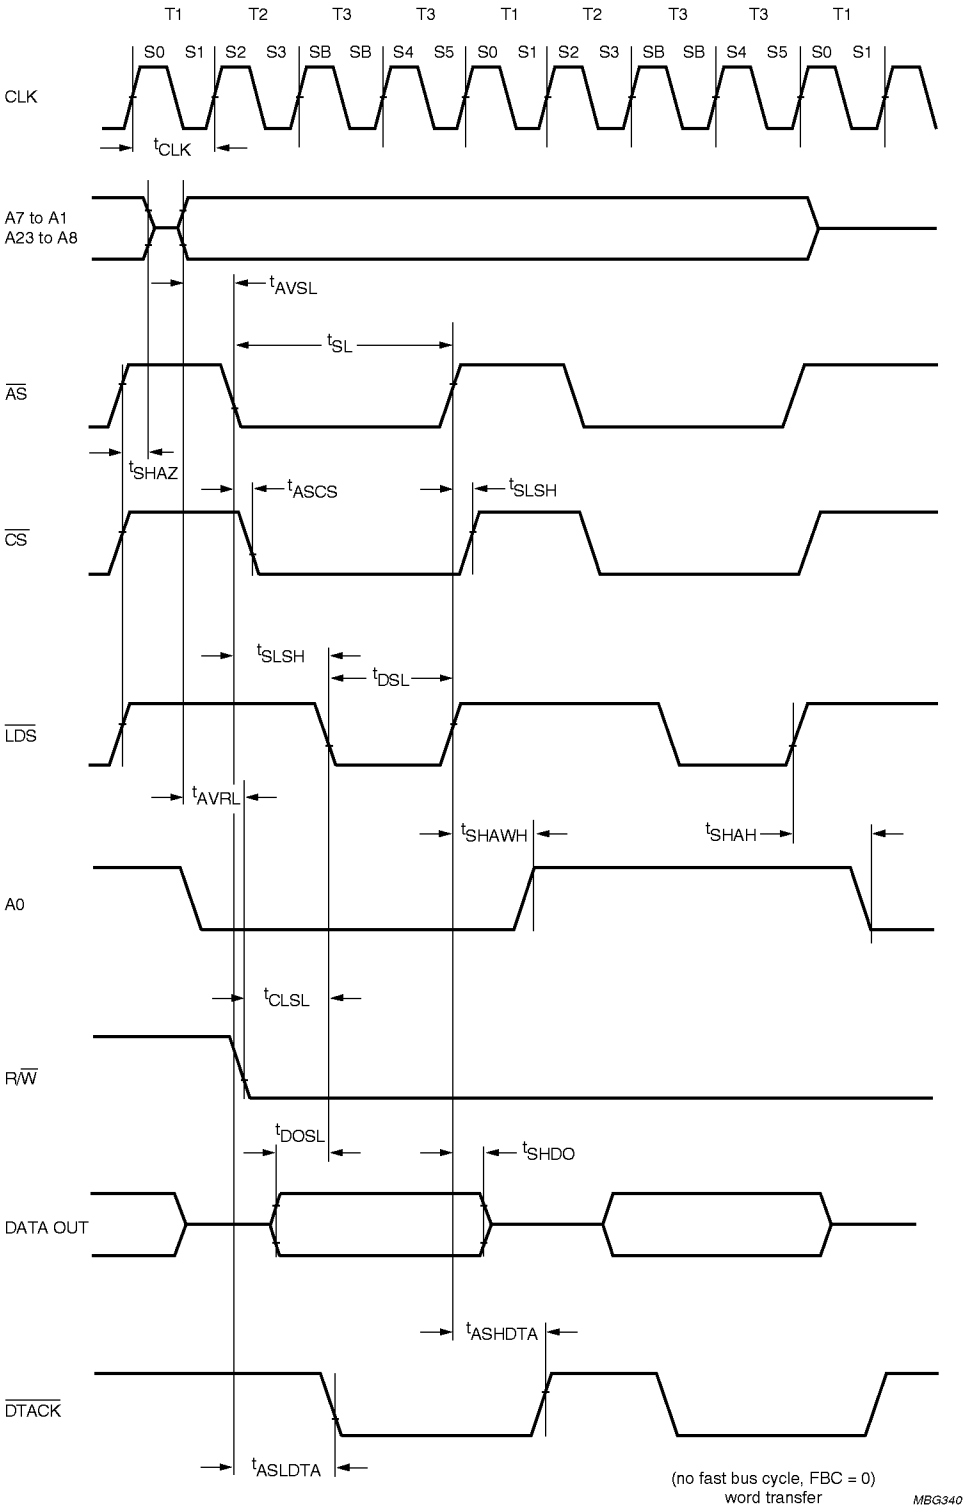 T1 T2 T3 T3 T1 T2 T3 T3 T1
S0 S1 S2 S3 SB SB S4 S5 S0 S1 S2 S3 SB SB S4 S5 S0 S1
CLK
tCLK
A7 to A1
A23 to A8
tAVSL
tSL
AS
tSHAZ
tASCS
tSLSH
CS
tSLSH
tDSL
LDS
tAVRL
tSHAWH
tSHAH
A0
tCLSL
R/W
tDOSL
tSHDO
DATA OUT
tASHDTA
DTACK
tASLDTA
(no fast bus cycle, FBC = 0)
word transfer
MBG340